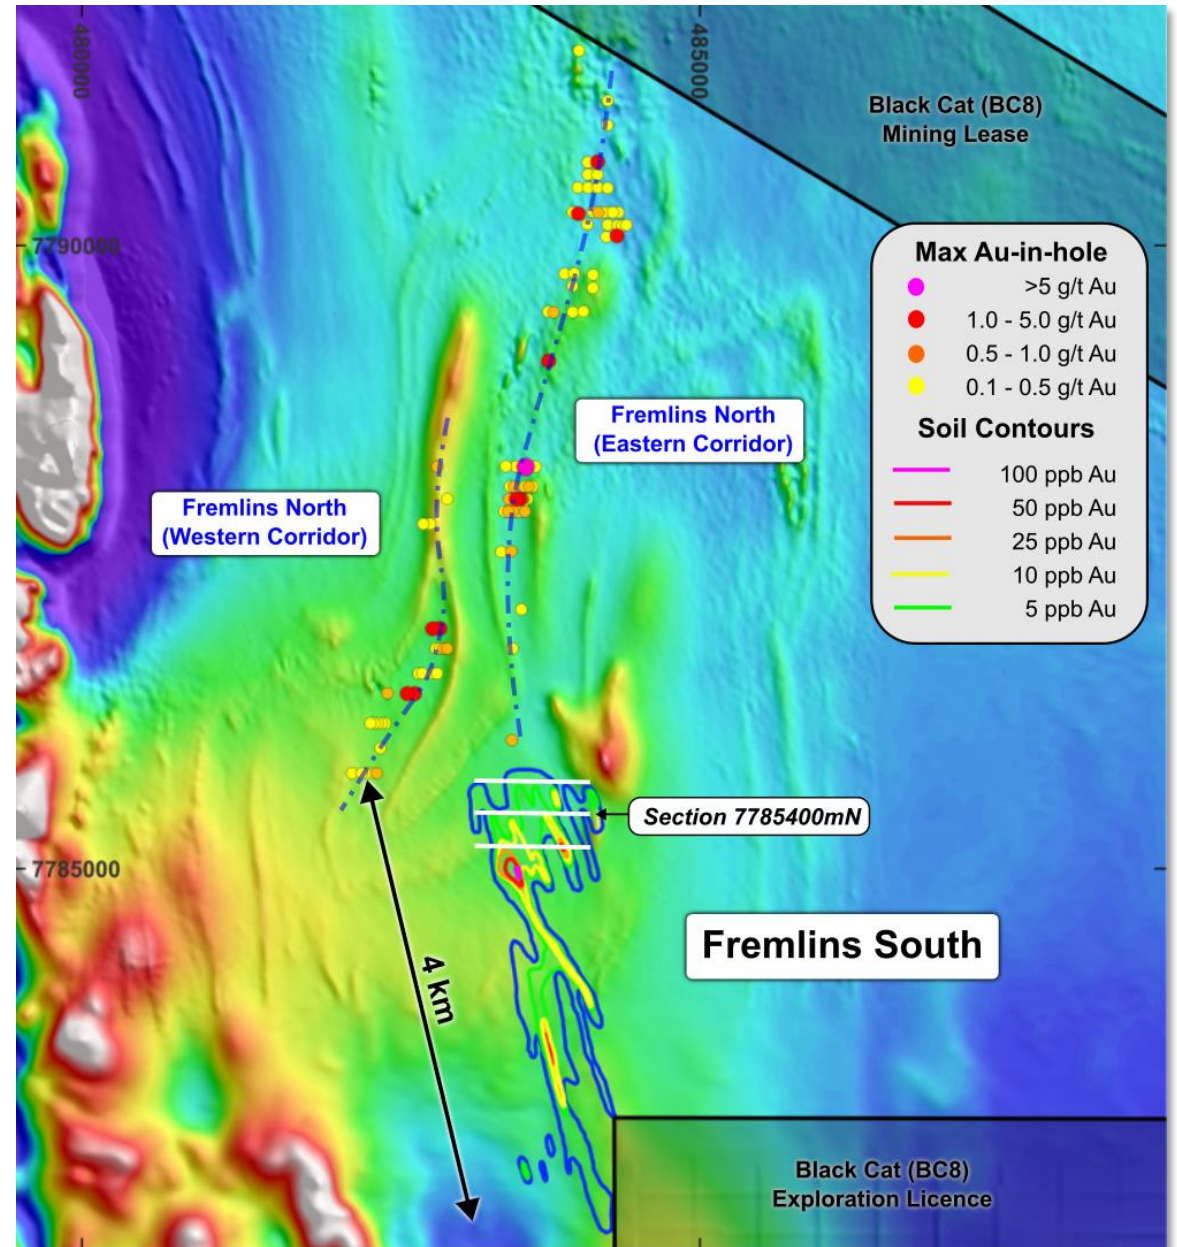 480000
485000
Black Cat (BC8)
Mining Lease
7790000
Max Au-in-hole
>5 g/t Au
1.0 - 5.0 g/t Au
0.5 - 1.0 g/t Au
0.1 - 0.5 g/t Au
Soil Contours
100 ppb Au
50 ppb Au
25 ppb Au
10 ppb Au
5 ppb Au
Fremlins North
(Eastern Corridor)
Fremlins North
(Western Corridor)
Section 7785400mN
7785000
Fremlins South
4 km
Black Cat (BC8)
Exploration Licence